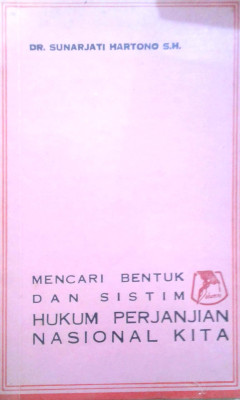 DR. SUNARJATI HARTONO S.H.
MENCARI BENTUK
DAN SISTIM
HUKUM PERJANJIAN
NASIONAL KITA